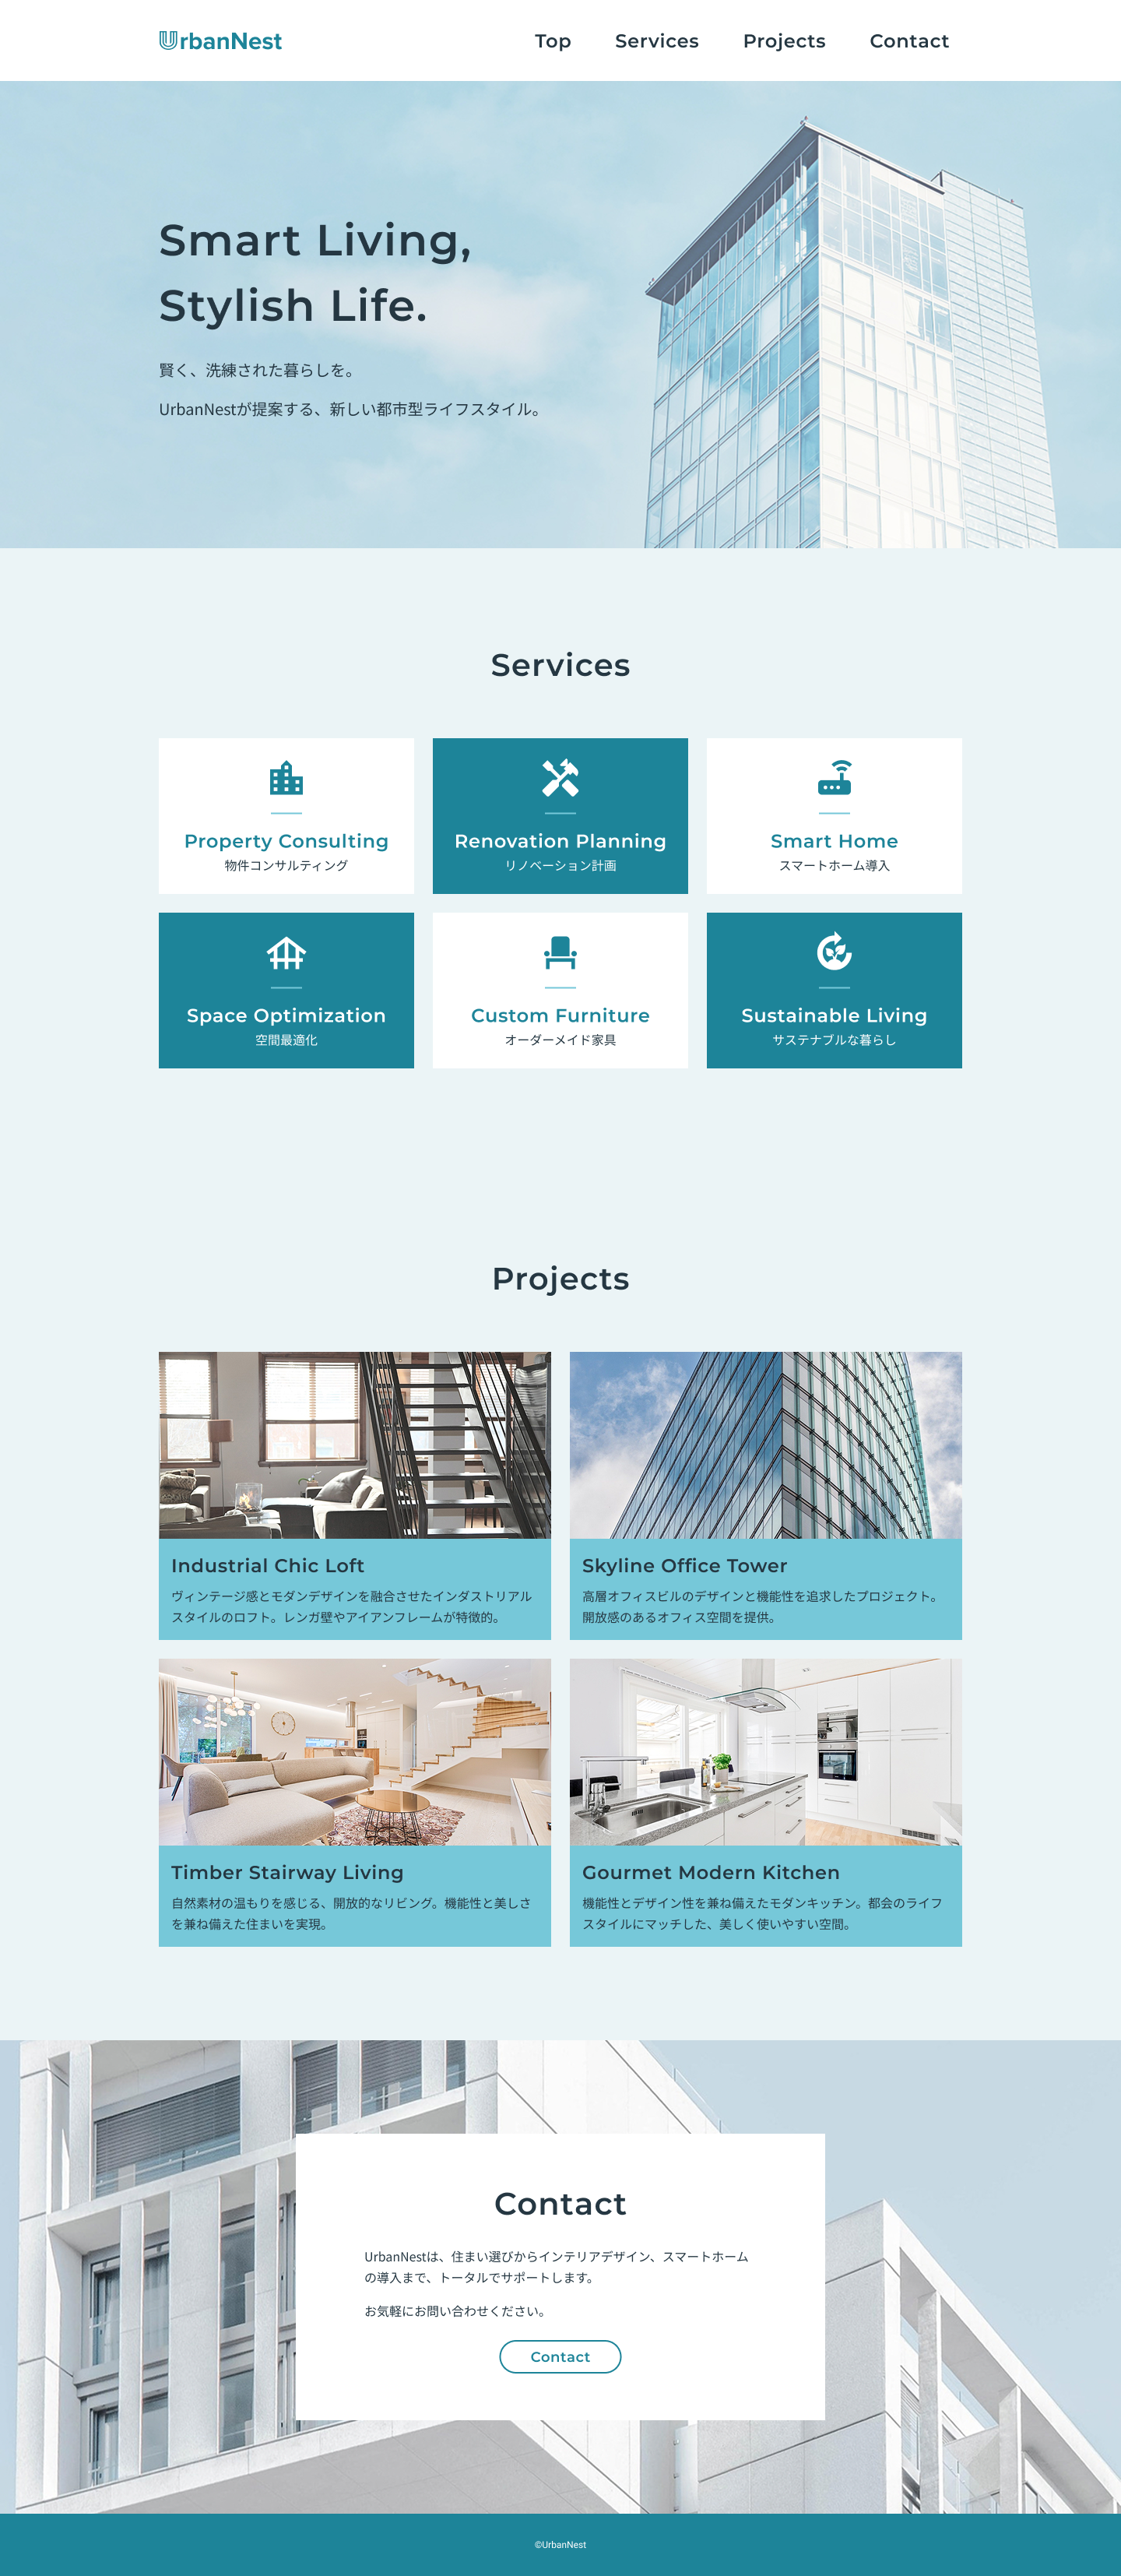 UrbanNest
Top
Services
Projects
Contact
Smart Living,
Stylish Life.
賢く、洗練された暮らしを。
UrbanNestが提案する、新しい都市型ライフスタイル。
Services
Property Consulting
物件コンサルティング
Renovation Planning
リノベーション計画
Smart Home
スマートホーム導入
Space Optimization
空間最適化
Custom Furniture
オーダーメイド家具
Sustainable Living
サステナブルな暮らし
Projects
Industrial Chic Loft
ヴィンテージ感とモダンデザインを融合させたインダストリアル
スタイルのロフト。レンガ壁やアイアンフレームが特徴的。
Skyline Office Tower
高層オフィスビルのデザインと機能性を追求したプロジェクト。
開放感のあるオフィス空間を提供。
Timber Stairway Living
自然素材の温もりを感じる、開放的なリビング。機能性と美しさ
を兼ね備えた住まいを実現。
Gourmet Modern Kitchen
機能性とデザイン性を兼ね備えたモダンキッチン。都会のライフ
スタイルにマッチした、美しく使いやすい空間。
Contact
UrbanNestは、住まい選びからインテリアデザイン、スマートホーム
の導入まで、トータルでサポートします。
お気軽にお問い合わせください。
Contact
©UrbanNest